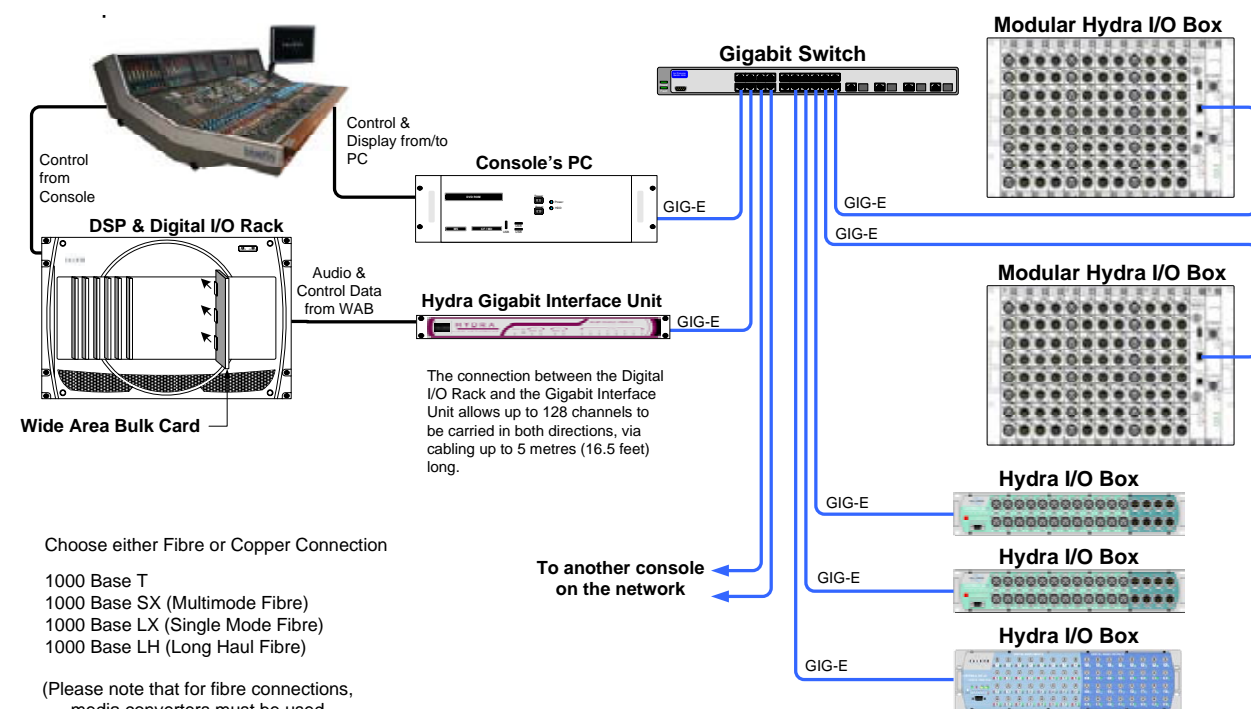 Modular Hydra I/O Box
Gigabit Switch
Control &
Display from/to
PC
Control
from
Console
Console's PC
GIG-E
GIG-E
GIG-E
DSP & Digital I/O Rack
Audio &
Control Data
from WAB
Hydra Gigabit Interface Unit
HYDRA
GIG-E
Modular Hydra I/O Box
The connection between the Digital
I/O Rack and the Gigabit Interface
Unit allows up to 128 channels to
be carried in both directions, via
cabling up to 5 metres (16.5 feet)
long.
Wide Area Bulk Card
Hydra I/O Box
GIG-E
Choose either Fibre or Copper Connection
1000 Base T
1000 Base SX (Multimode Fibre)
1000 Base LX (Single Mode Fibre)
1000 Base LH (Long Haul Fibre)
To another console
on the network
Hydra I/O Box
GIG-E
Hydra I/O Box
GIG-E
(Please note that for fibre connections,
media converters must be used